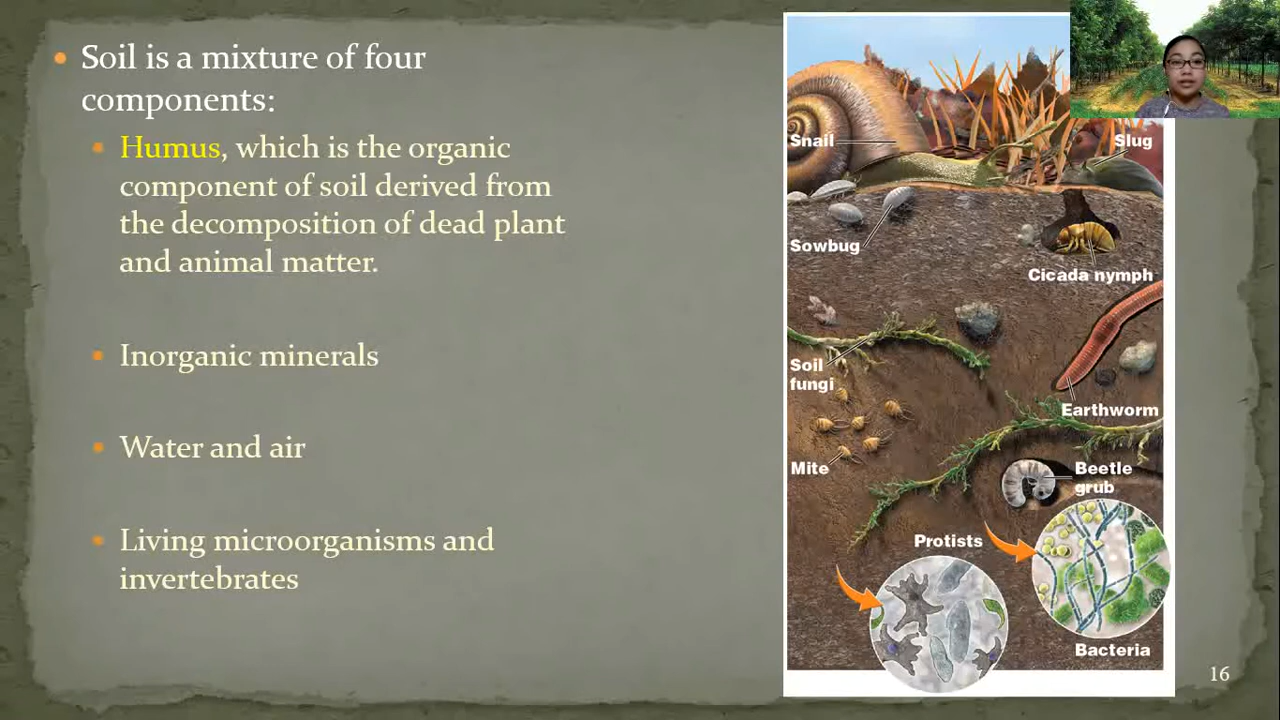 Soil is a mixture of four
components:
Humus, which is the organic
component of soil derived from
the decomposition of dead plant
and animal matter.
Inorganic minerals
Water and air
Living microorganisms and
invertebrates
Snail
Slug
Sowbug
Cicada nymph
Soil
fungi
Earthworm
Mite
Beetle
grub
Protists
Bacteria
16